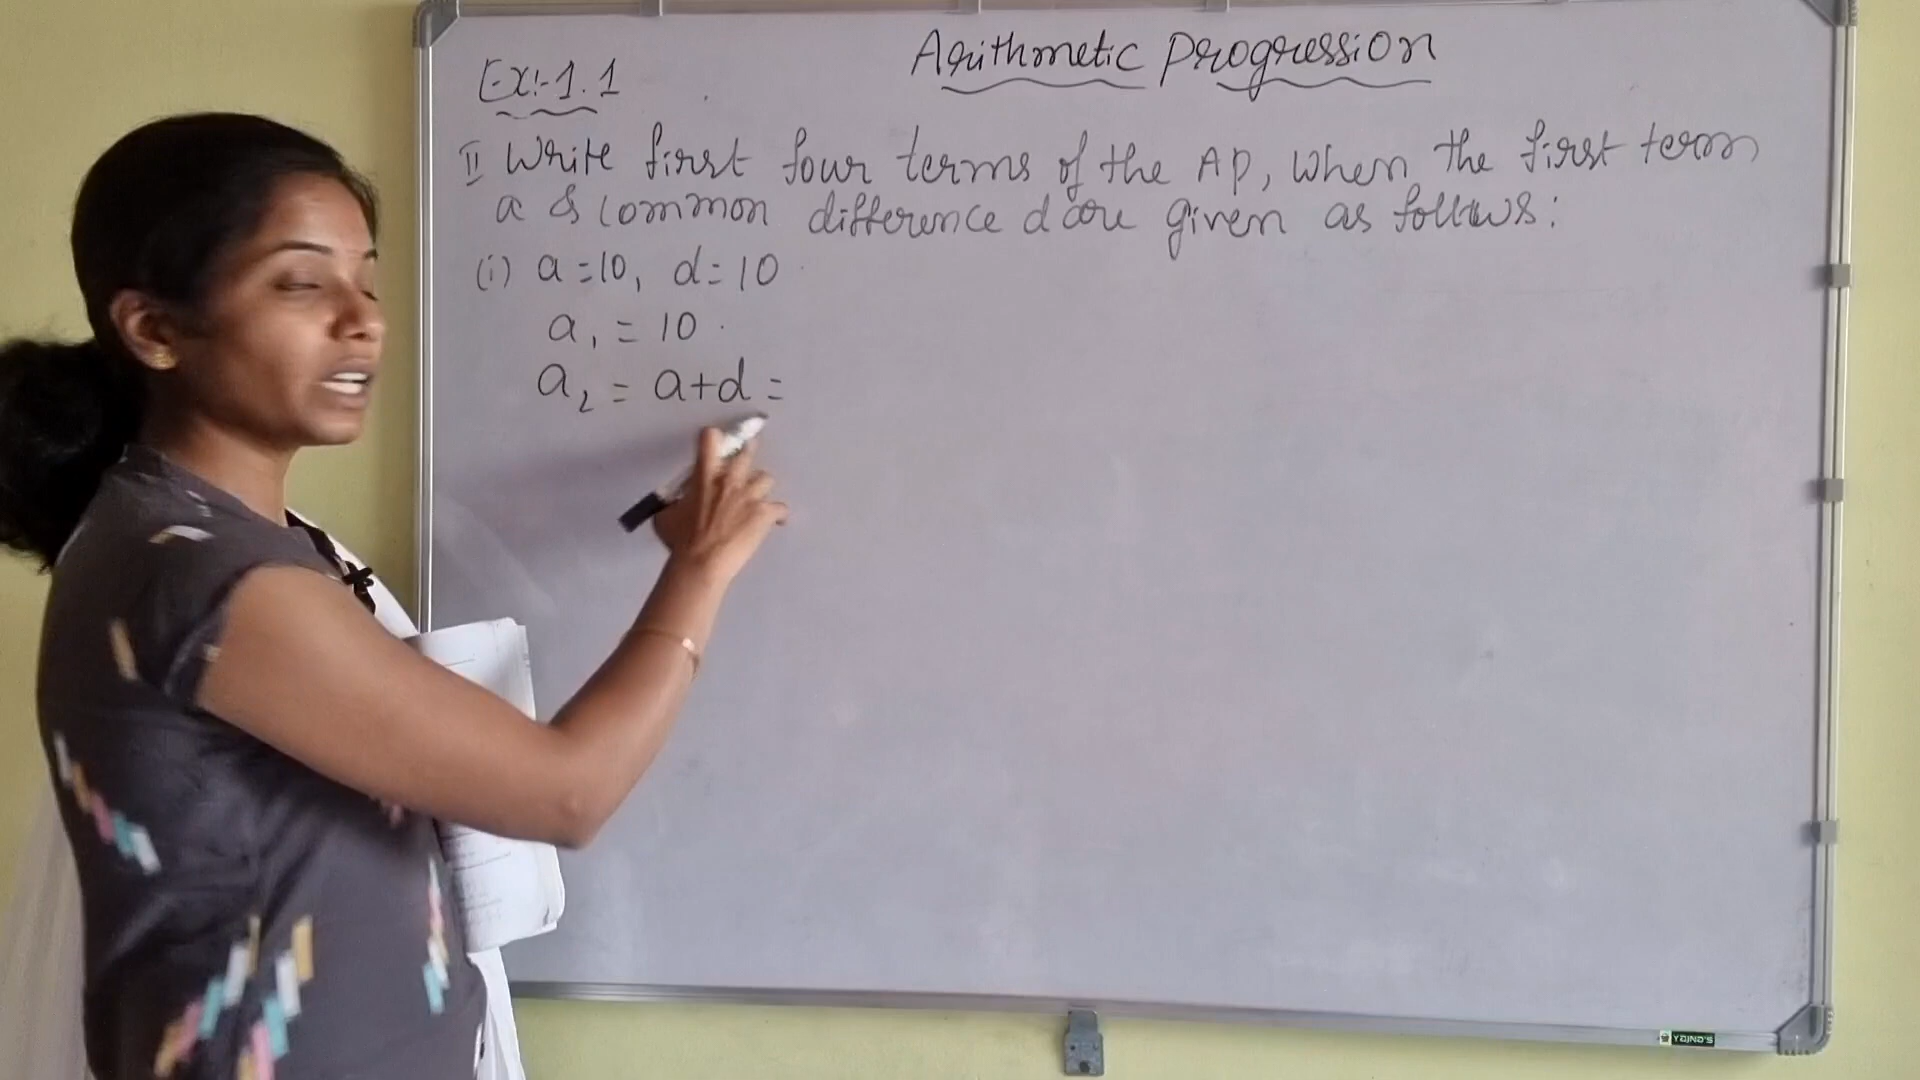 Arithmetic Progression
Ex:-1.1
II Write first four terms of the AP, when the first term
a & common difference d are given as follows:
(i) a=10, d=10
a₁ = 10
a₂ = a+d =
YAJNO'S